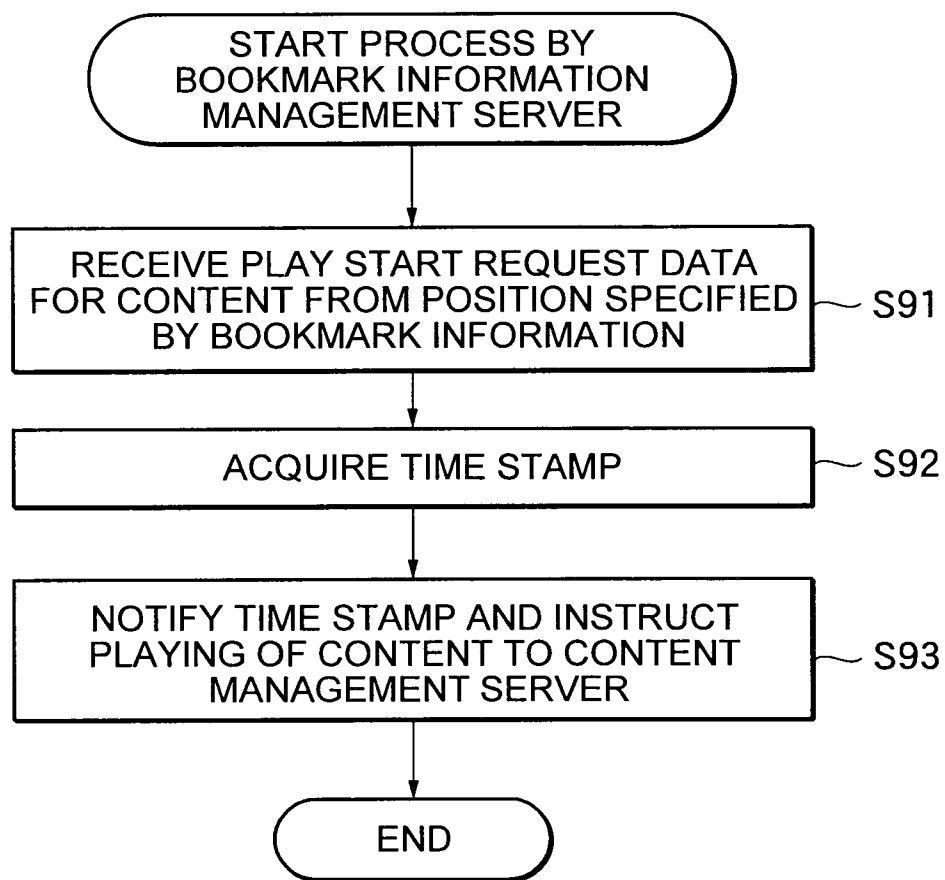 START PROCESS BY
BOOKMARK INFORMATION
MANAGEMENT SERVER
RECEIVE PLAY START REQUEST DATA
FOR CONTENT FROM POSITION SPECIFIED
BY BOOKMARK INFORMATION
S91
ACQUIRE TIME STAMP
S92
NOTIFY TIME STAMP AND INSTRUCT
PLAYING OF CONTENT TO CONTENT
MANAGEMENT SERVER
S93
END